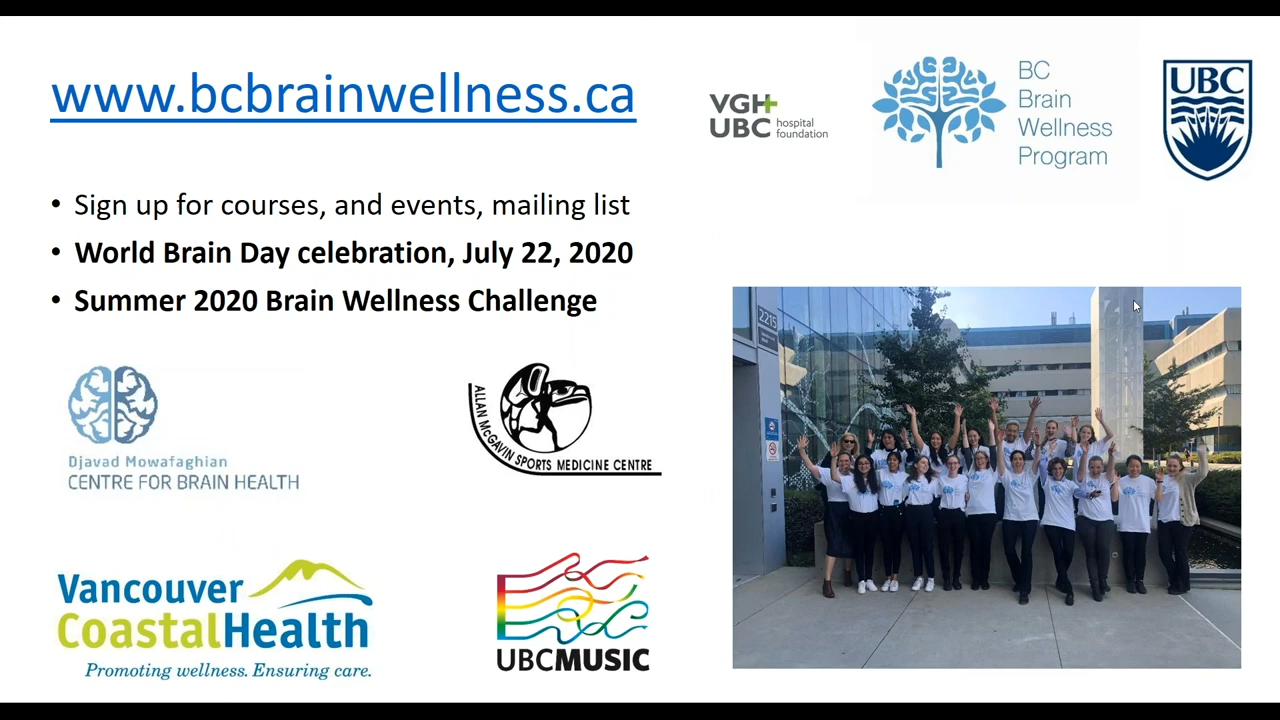 www.bcbrainwellness.ca
VGH+
UBC hospital
foundation
BC
Brain
Wellness
Program
UBC
• Sign up for courses, and events, mailing list
• World Brain Day celebration, July 22, 2020
• Summer 2020 Brain Wellness Challenge
2215
Djavad Mowafaghian
CENTRE FOR BRAIN HEALTH
ALLAN McGAVIN SPORTS MEDICINE CENTRE
Vancouver
CoastalHealth
Promoting wellness. Ensuring care.
UBCMUSIC